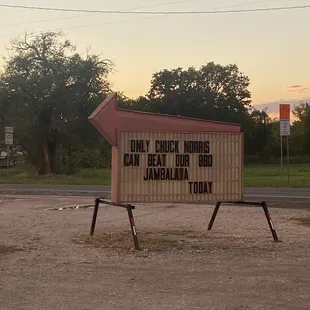 ONLY CHUCK NORRIS
CAN BEAT OUR BBQ
JAMBALAYA
TODAY